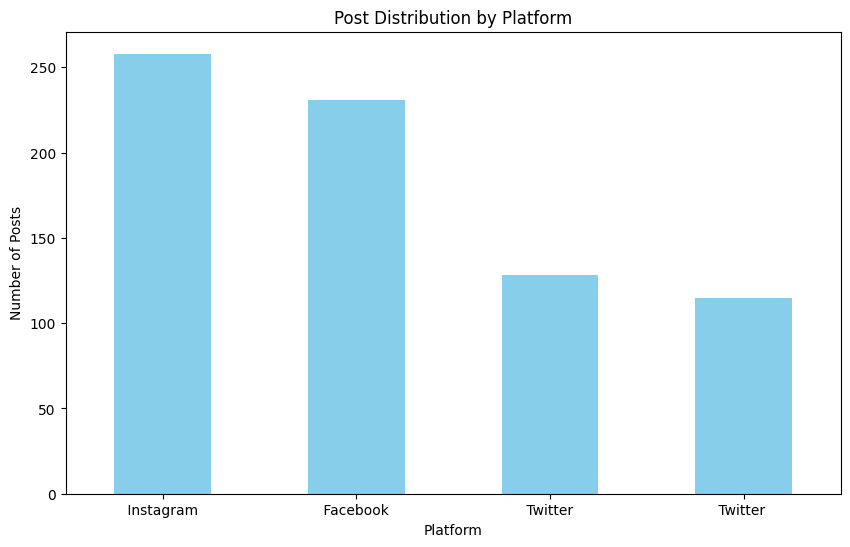 Post Distribution by Platform
Number of Posts
250
200
150
100
50
0
Instagram Facebook Twitter Twitter
Platform